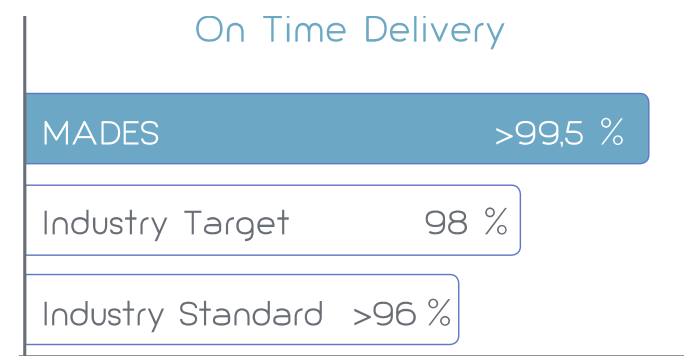 On Time Delivery
MADES >99,5 %
Industry Target 98 %
Industry Standard >96 %